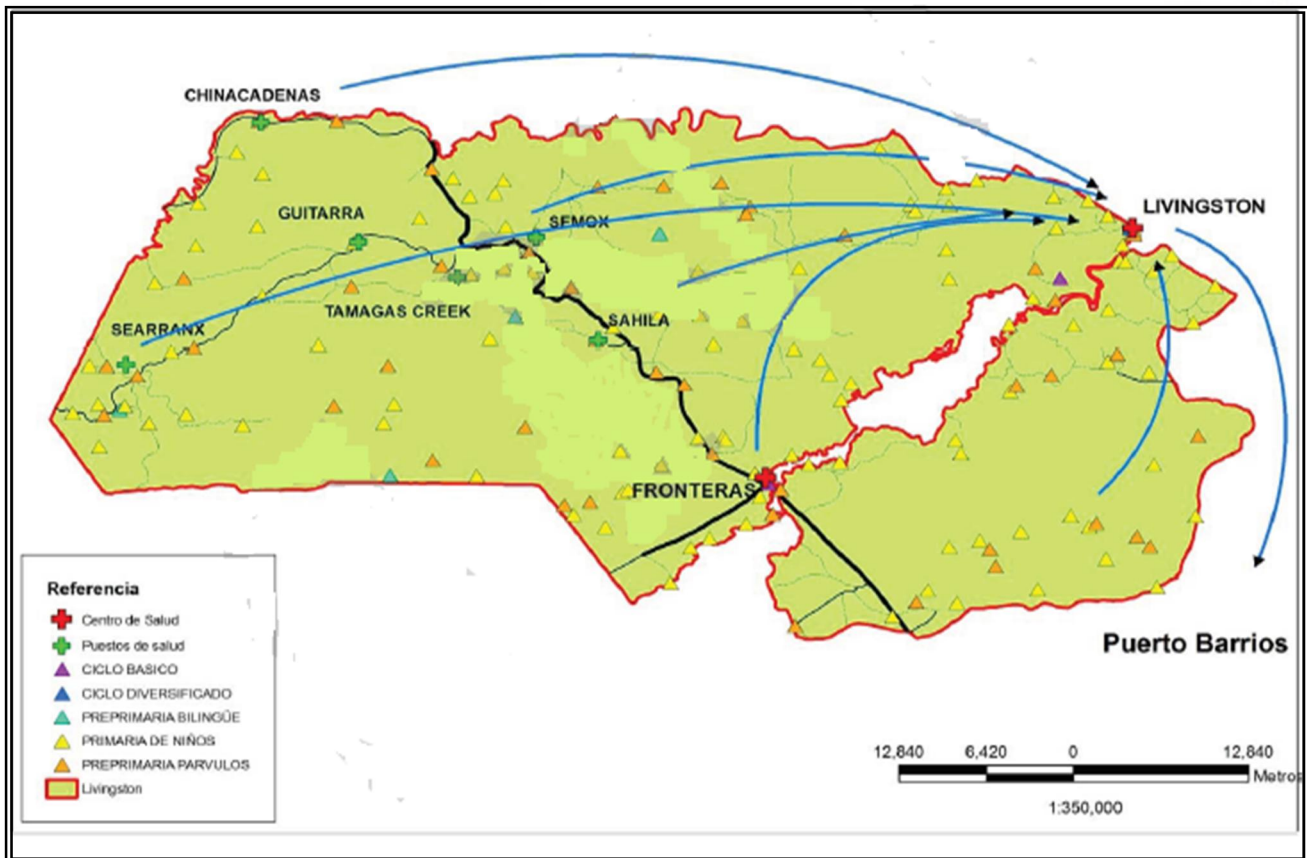 CHINACADENAS
LIVINGSTON
GUITARRA
SEMOX
TAMAGAS CREEK
SAHILA
SEARRANX
FRONTERAS
Puerto Barrios
Referencia
Centro de Salud
Puestos de salud
CICLO BASICO
CICLO DIVERSIFICADO
PREPRIMARIA BILINGÜE
PRIMARIA DE NIÑOS
PREPRIMARIA PARVULOS
Livingston
12,840 6,420 0 12,840
Metros
1:350,000